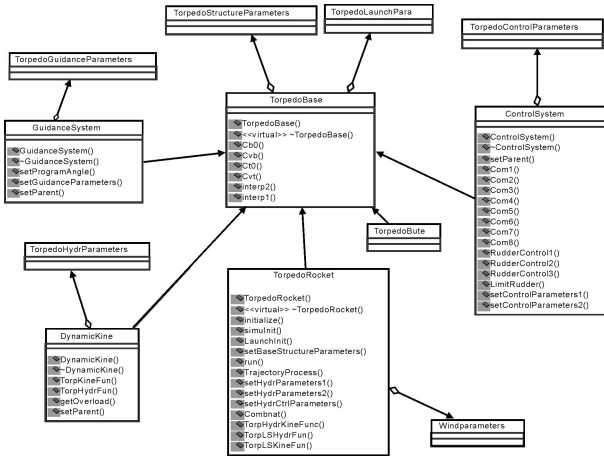 TorpedoStructureParameters
TorpedoLaunchPara
TorpedoControlParameters
TorpedoGuidanceParameters
TorpedoBase
TorpedoBase()
<<virtual>> ~TorpedoBase()
Cb0()
Cvb()
Ct0()
Cvt()
interp2()
interp1()
GuidanceSystem
GuidanceSystem()
~GuidanceSystem()
setProgramAngle()
setGuidanceParameters()
setParent()
ControlSystem
ControlSystem()
~ControlSystem()
setParent()
Com1()
Com2()
Com3()
Com4()
Com5()
Com6()
Com7()
Com8()
RudderControl1()
RudderControl2()
RudderControl3()
LimitRudder()
setControlParameters1()
setControlParameters2()
TorpedoBute
TorpedoHydrParameters
TorpedoRocket
TorpedoRocket()
<<virtual>> ~TorpedoRocket()
initialize()
simuInit()
LaunchInit()
setBaseStructureParameters()
run()
TrajectoryProcess()
setHydrParameters1()
setHydrParameters2()
setHydrCtrlParameters()
Combnat()
TorpHydrKineFunc()
TorpLSHydrFun()
TorpLSKineFun()
DynamicKine
DynamicKine()
~DynamicKine()
TorpKineFun()
TorpHydrFun()
getOverload()
setParent()
Windparameters